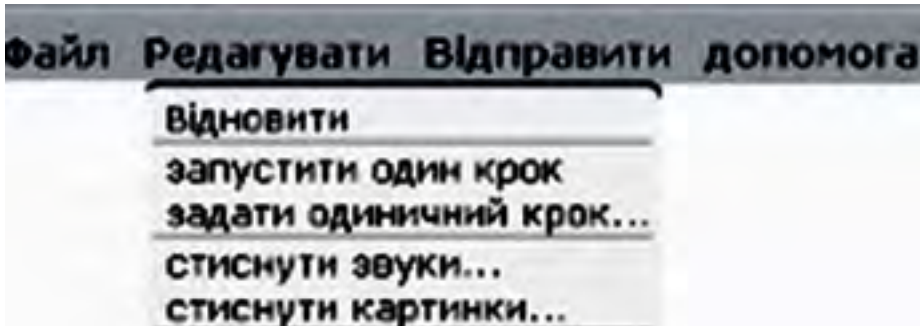 Файл Редагувати Відправити допомога
Відновити
запустити один крок
задати одиничний крок...
стиснути звуки...
стиснути картинки...